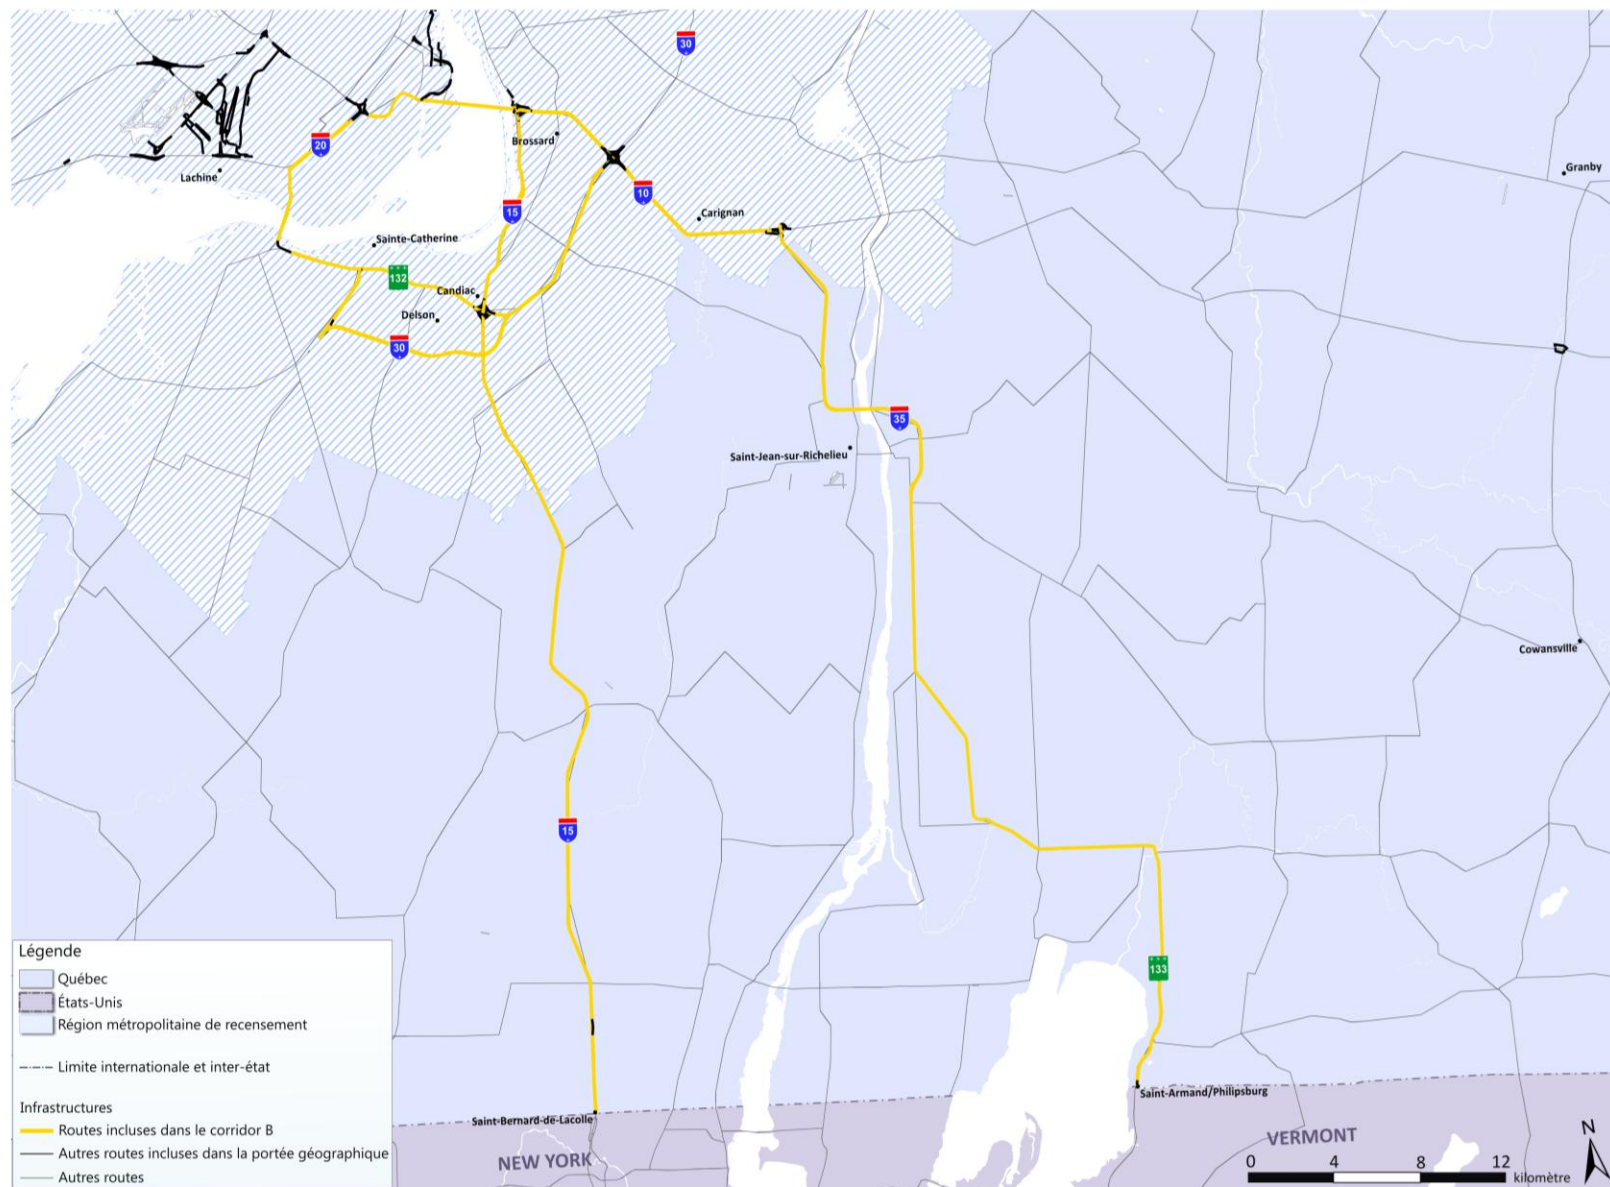 30
20
Brossard
Granby
Lachine
10
15
Carignan
Sainte-Catherine
132
Candiac
Delson
30
35
Saint-Jean-sur-Richelieu
Cowansville
15
133
Légende
Québec
États-Unis
Région métropolitaine de recensement
Limite internationale et inter-état
Infrastructures
Routes incluses dans le corridor B
Autres routes incluses dans la portée géographique
Autres routes
Saint-Bernard-de-Lacolle
Saint-Armand/Philipsburg
NEW YORK
VERMONT
N
0 4 8 12
kilomètre